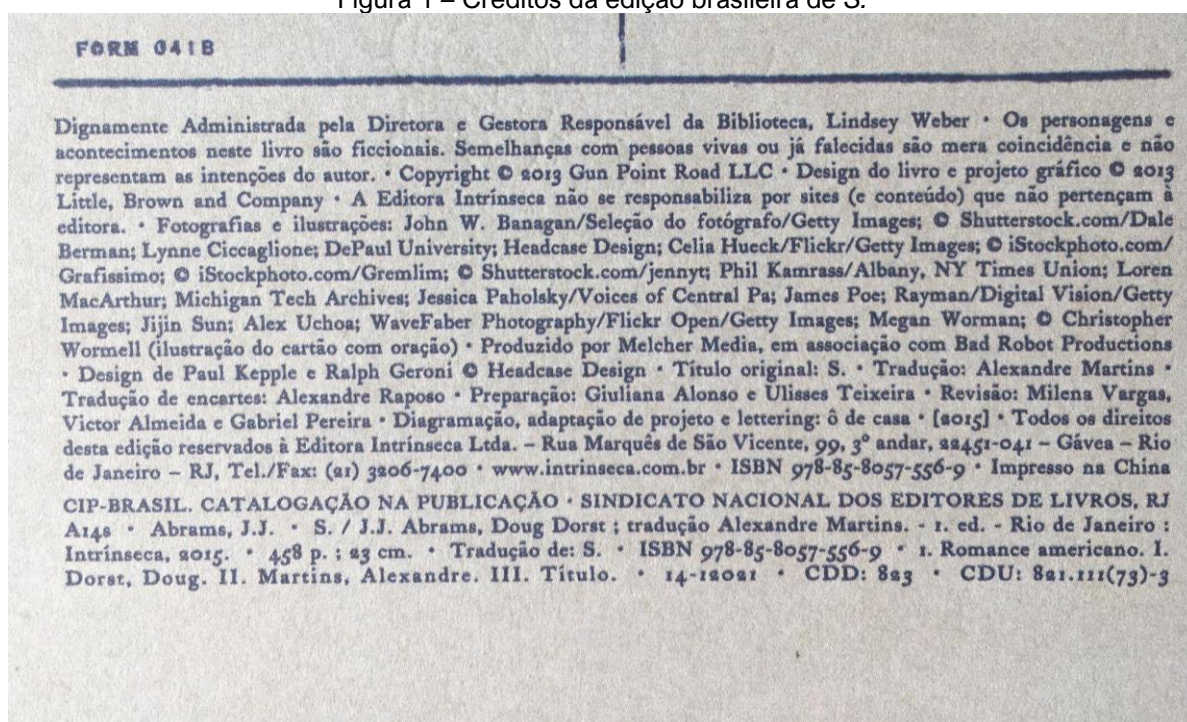 Figura 1 – Créditos da edição brasileira de S.
FORM 041B
Dignamente Administrada pela Diretora e Gestora Responsável da Biblioteca, Lindsey Weber • Os personagens e
acontecimentos neste livro são ficcionais. Semelhanças com pessoas vivas ou já falecidas são mera coincidência e não
representam as intenções do autor. • Copyright © 2013 Gun Point Road LLC • Design do livro e projeto gráfico © 2013
Little, Brown and Company • A Editora Intrínseca não se responsabiliza por sites (e conteúdo) que não pertençam à
editora. • Fotografias e ilustrações: John W. Banagan/Seleção do fotógrafo/Getty Images; © Shutterstock.com/Dale
Berman; Lynne Ciccaglione; DePaul University; Headcase Design; Celia Hueck/Flickr/Getty Images; © iStockphoto.com/
Grafissimo; © iStockphoto.com/Gremlim; © Shutterstock.com/jennyt; Phil Kamrass/Albany, NY Times Union; Loren
MacArthur; Michigan Tech Archives; Jessica Paholsky/Voices of Central Pa; James Poe; Rayman/Digital Vision/Getty
Images; Jijin Sun; Alex Uchoa; WaveFaber Photography/Flickr Open/Getty Images; Megan Worman; © Christopher
Wormell (ilustração do cartão com oração) • Produzido por Melcher Media, em associação com Bad Robot Productions
• Design de Paul Kepple e Ralph Geroni © Headcase Design • Título original: S. • Tradução: Alexandre Martins •
Tradução de encartes: Alexandre Raposo • Preparação: Giuliana Alonso e Ulisses Teixeira • Revisão: Milena Vargas,
Victor Almeida e Gabriel Pereira • Diagramação, adaptação de projeto e lettering: ô de casa • [2015] • Todos os direitos
desta edição reservados à Editora Intrínseca Ltda. – Rua Marquês de São Vicente, 99, 3º andar, 22451-041 – Gávea – Rio
de Janeiro – RJ, Tel./Fax: (21) 3206-7400 • www.intrinseca.com.br • ISBN 978-85-8057-556-9 • Impresso na China
CIP-BRASIL. CATALOGAÇÃO NA PUBLICAÇÃO • SINDICATO NACIONAL DOS EDITORES DE LIVROS, RJ
A148 • Abrams, J.J. • S. / J.J. Abrams, Doug Dorst ; tradução Alexandre Martins. - 1. ed. - Rio de Janeiro :
Intrínseca, 2015. • 458 p. ; 23 cm. • Tradução de: S. • ISBN 978-85-8057-556-9 • 1. Romance americano. I.
Dorst, Doug. II. Martins, Alexandre. III. Título. • 14-12021 • CDD: 823 • CDU: 821.111(73)-3